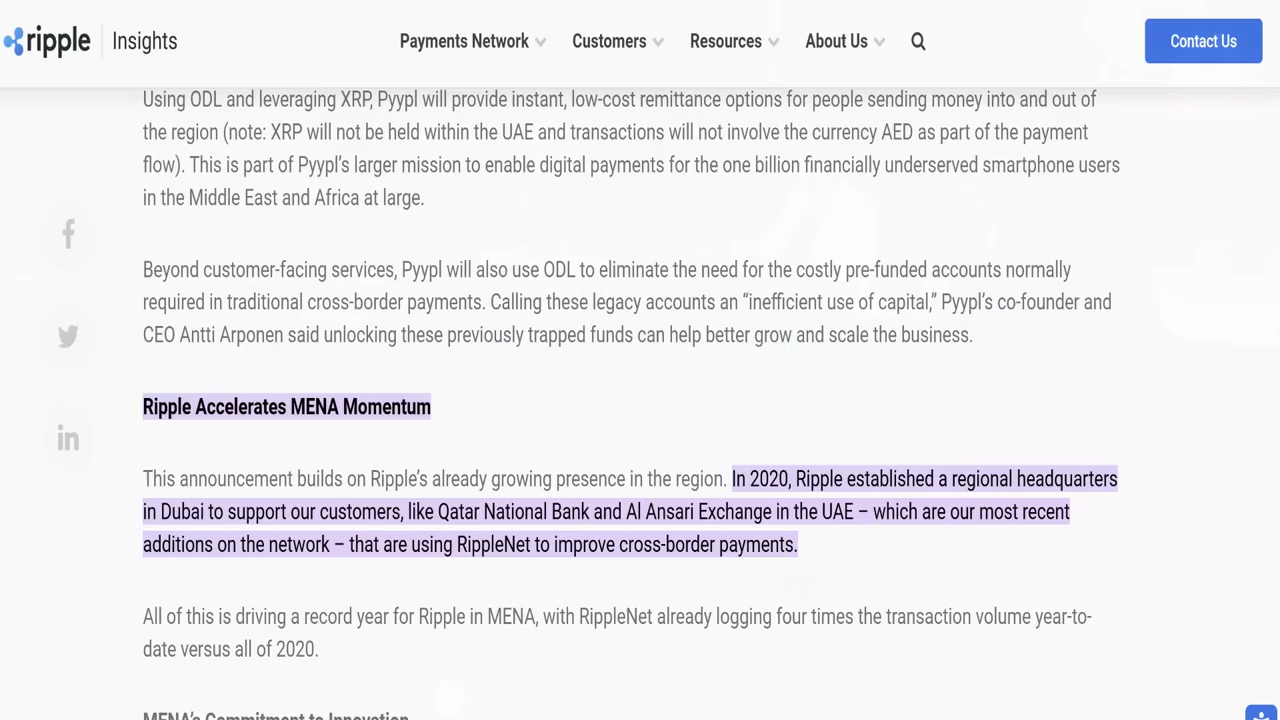 ripple Insights Payments Network Customers Resources About Us Contact Us
Using ODL and leveraging XRP, Pyypl will provide instant, low-cost remittance options for people sending money into and out of
the region (note: XRP will not be held within the UAE and transactions will not involve the currency AED as part of the payment
flow). This is part of Pyypl’s larger mission to enable digital payments for the one billion financially underserved smartphone users
in the Middle East and Africa at large.
Beyond customer-facing services, Pyypl will also use ODL to eliminate the need for the costly pre-funded accounts normally
required in traditional cross-border payments. Calling these legacy accounts an “inefficient use of capital,” Pyypl’s co-founder and
CEO Antti Arponen said unlocking these previously trapped funds can help better grow and scale the business.
Ripple Accelerates MENA Momentum
This announcement builds on Ripple’s already growing presence in the region. In 2020, Ripple established a regional headquarters
in Dubai to support our customers, like Qatar National Bank and Al Ansari Exchange in the UAE – which are our most recent
additions on the network – that are using RippleNet to improve cross-border payments.
All of this is driving a record year for Ripple in MENA, with RippleNet already logging four times the transaction volume year-to-
date versus all of 2020.
MENA’s Commitment to Innovation